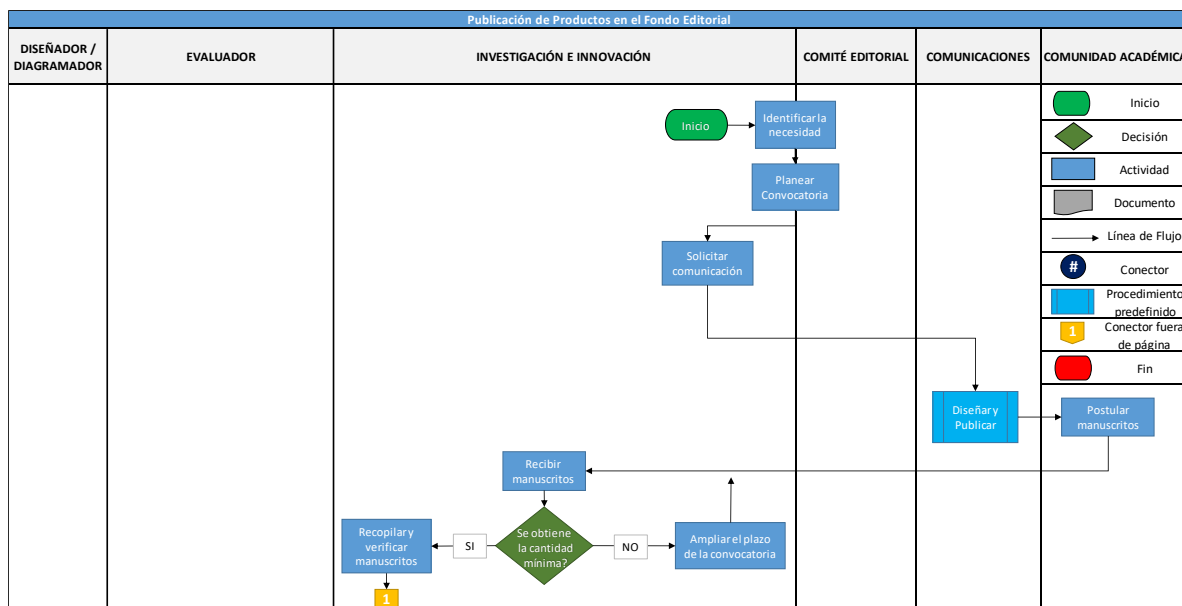 Publicación de Productos en el Fondo Editorial
DISEÑADOR /
DIAGRAMADOR
EVALUADOR
INVESTIGACIÓN E INNOVACIÓN
COMITÉ EDITORIAL
COMUNICACIONES
COMUNIDAD ACADÉMICA
Inicio
Identificar la
necesidad
Planear
Convocatoria
Solicitar
comunicación
Inicio
Decisión
Actividad
Documento
Línea de Flujo
#
Conector
Procedimiento
predefinido
1
Conector fuera
de página
Fin
Diseñar y
Publicar
Postular
manuscritos
Recibir
manuscritos
Recopilar y
verificar
manuscritos
SI
Se obtiene
la cantidad
mínima?
NO
Ampliar el plazo
de la convocatoria
1